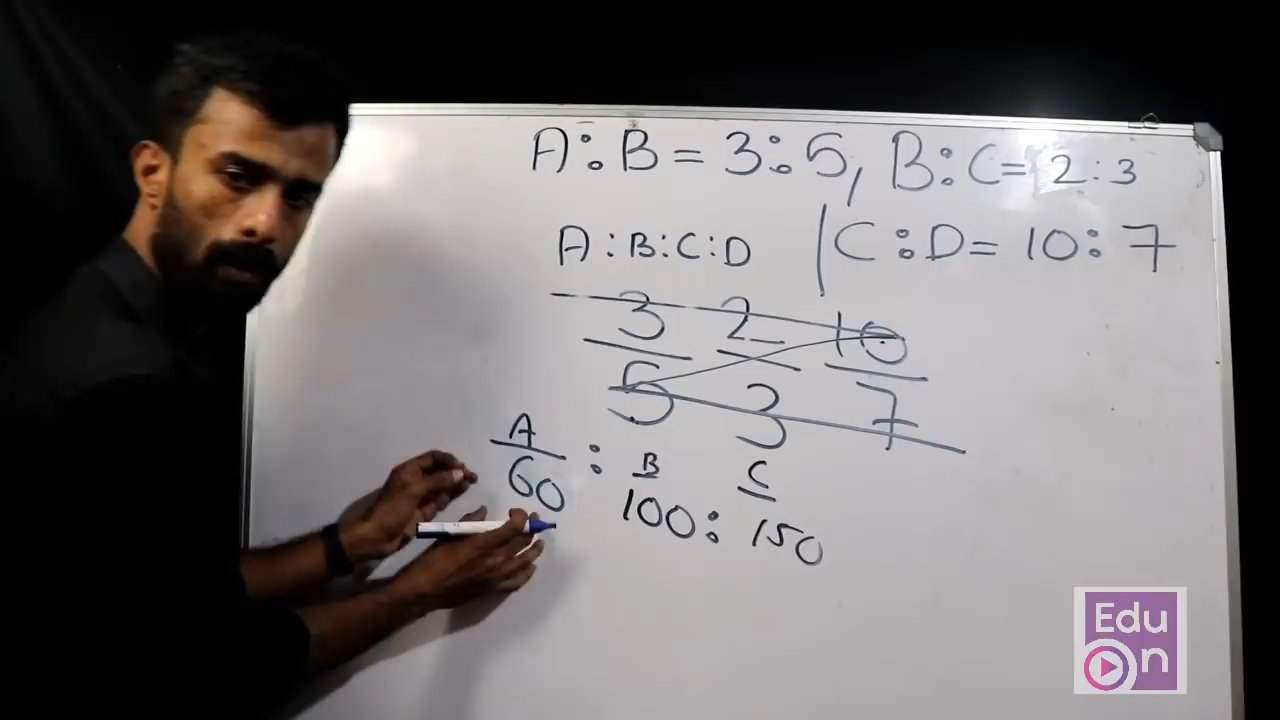 A:B = 3:5, B:C= 2:3
A:B:C:D | C:D= 10:7
3 2 10
5 3 7
A B C
60 : 100 : 150
Edu
On